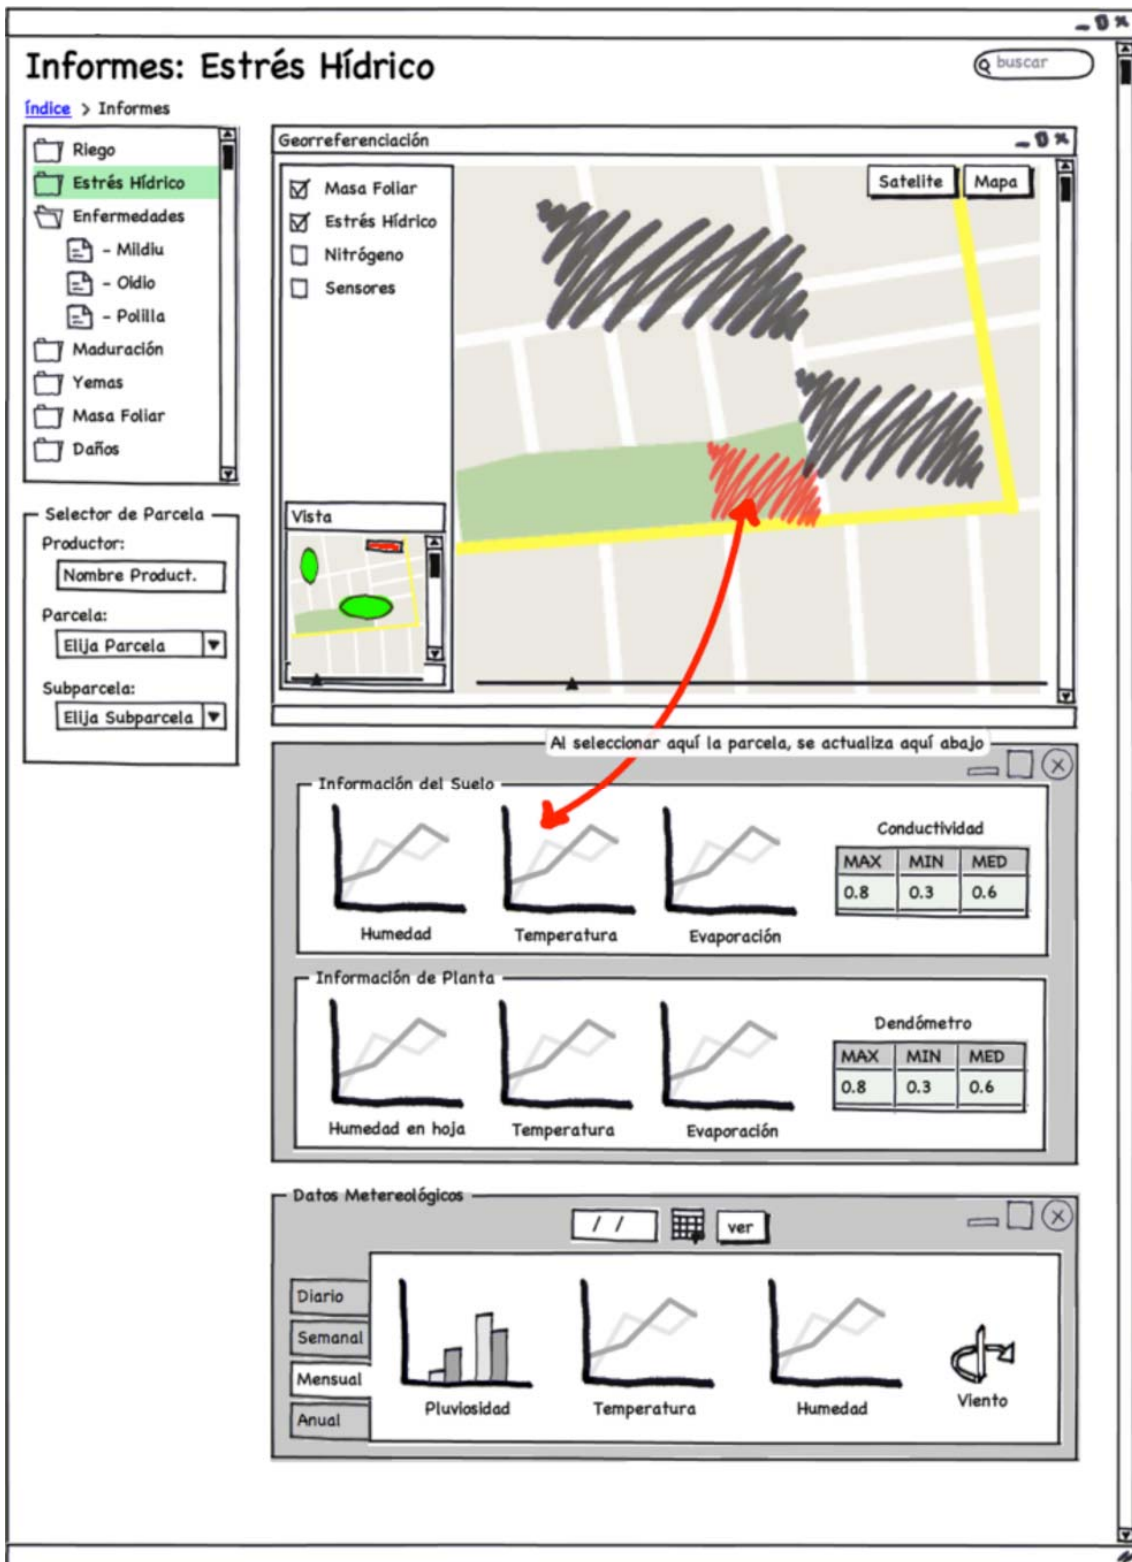 Informes: Estrés Hídrico
buscar
índice > Informes
Riego
Estrés Hídrico
Enfermedades
- Mildiu
- Oidio
- Polilla
Maduración
Yemas
Masa Foliar
Daños
Selector de Parcela
Productor:
Nombre Product.
Parcela:
Elija Parcela
Subparcela:
Elija Subparcela
Georreferenciación
Masa Foliar
Estrés Hídrico
Nitrógeno
Sensores
Satelite
Mapa
Vista
Al seleccionar aquí la parcela, se actualiza aquí abajo
Información del Suelo
Humedad
Temperatura
Evaporación
Conductividad
MAX MIN MED
0.8 0.3 0.6
Información de Planta
Humedad en hoja
Temperatura
Evaporación
Dendómetro
MAX MIN MED
0.8 0.3 0.6
Datos Metereológicos
/ /
ver
Diario
Semanal
Mensual
Anual
Pluviosidad
Temperatura
Humedad
Viento